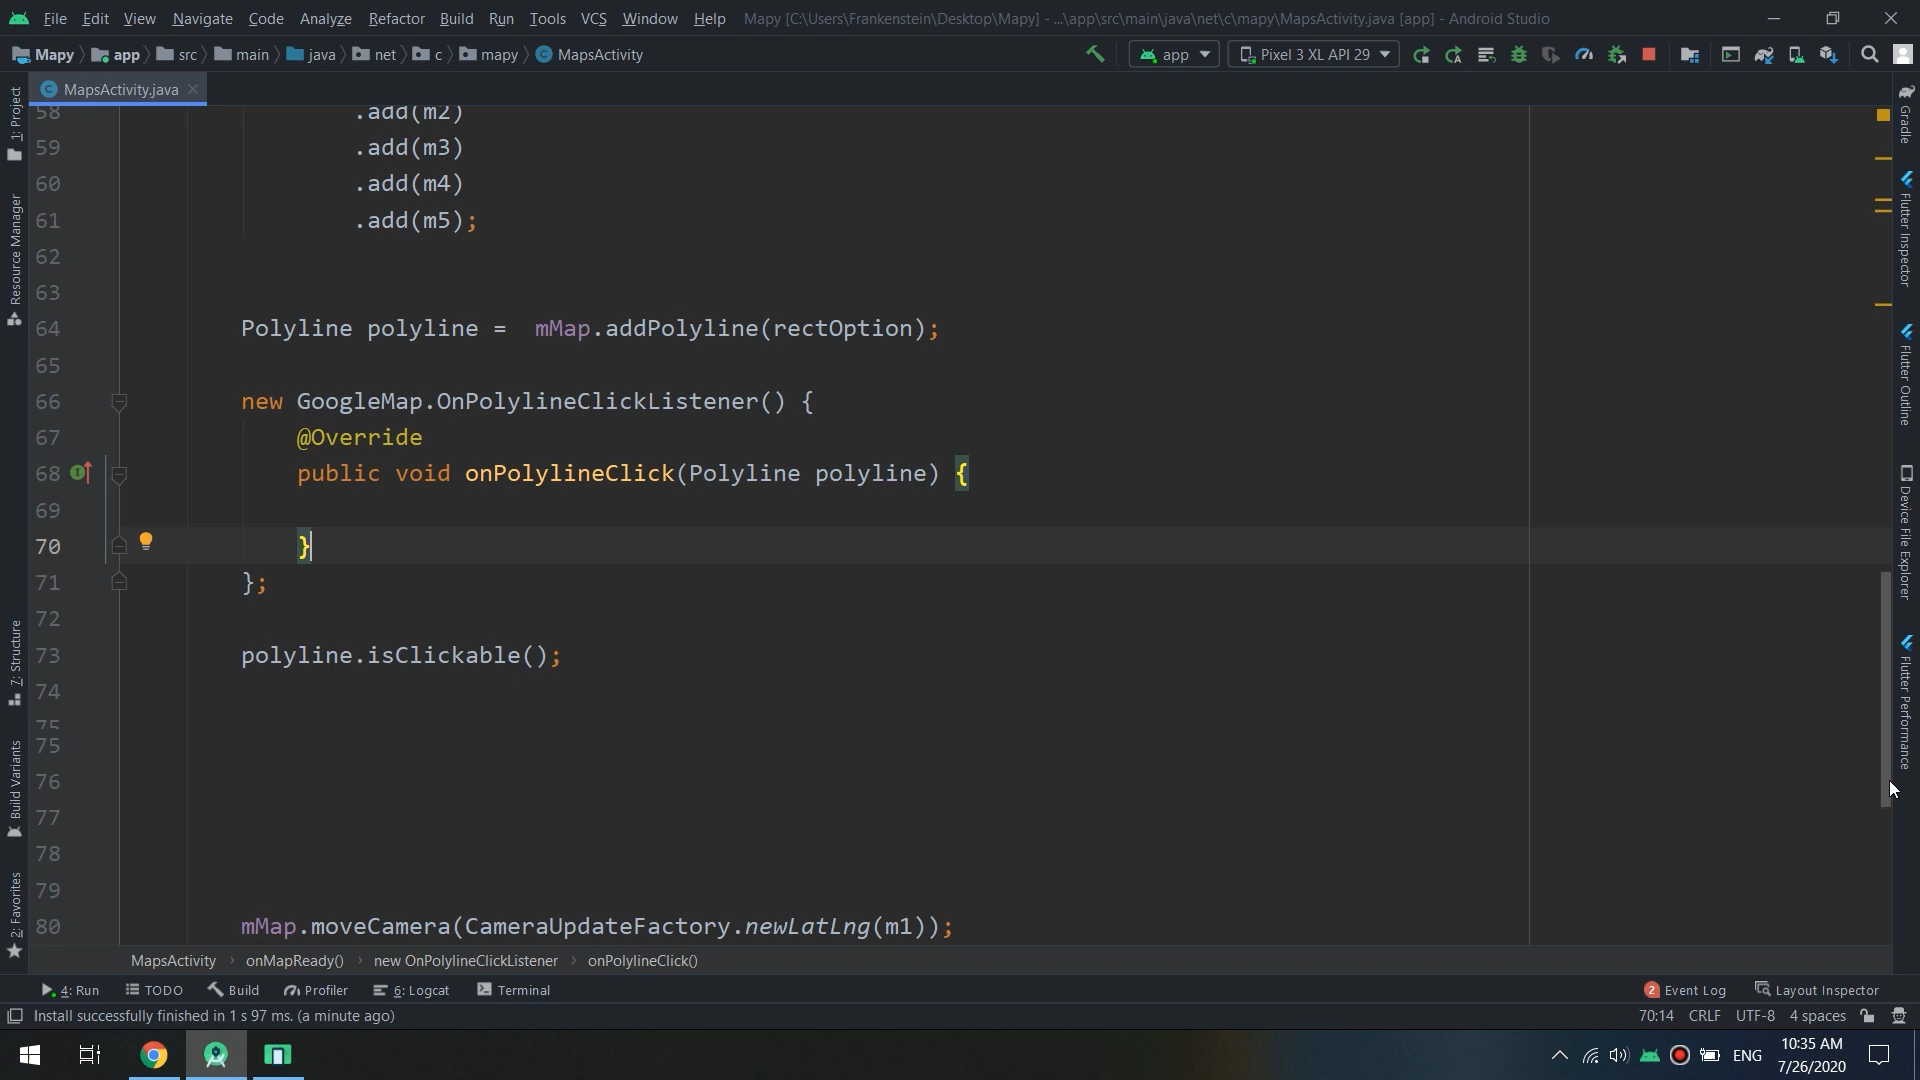 File Edit View Navigate Code Analyze Refactor Build Run Tools VCS Window Help Mapy [C:\Users\Frankenstein\Desktop\Mapy] - ...\app\src\main\java\net\c\mapy\MapsActivity.java [app] - Android Studio
Mapy app src main java net c mapy MapsActivity app Pixel 3 XL API 29
MapsActivity.java
1: Project
Resource Manager
7: Structure
Build Variants
2: Favorites
58 .add(m2)
59 .add(m3)
60 .add(m4)
61 .add(m5);
62
63
64 Polyline polyline = mMap.addPolyline(rectOption);
65
66 new GoogleMap.OnPolylineClickListener() {
67 @Override
68 public void onPolylineClick(Polyline polyline) {
69
70 }
71 };
72
73 polyline.isClickable();
74
75
75
76
77
78
79
80 mMap.moveCamera(CameraUpdateFactory.newLatLng(m1));
Gradle
Flutter Inspector
Flutter Outline
Device File Explorer
Flutter Performance
MapsActivity › onMapReady() › new OnPolylineClickListener › onPolylineClick()
4: Run TODO Build Profiler 6: Logcat Terminal 2 Event Log Layout Inspector
Install successfully finished in 1 s 97 ms. (a minute ago) 70:14 CRLF UTF-8 4 spaces
ENG 10:35 AM
7/26/2020